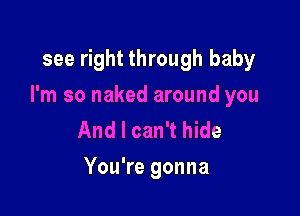 see right through baby
I'm so naked around you
And I can't hide
You're gonna